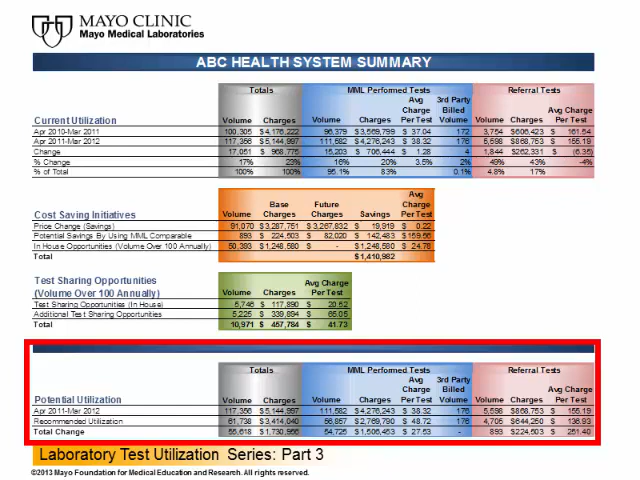 MAYO CLINIC
Mayo Medical Laboratories
ABC HEALTH SYSTEM SUMMARY
Totals MML Performed Tests Referral Tests
Current Utilization Volume Charges Volume Charges Avg Charge Per Test 3rd Party Billed Volume Volume Charges Avg Charge Per Test
Apr 2010-Mar 2011 100,305 $4,176,222 96,379 $3,569,799 $ 37.04 172 3,754 $606,423 $ 161.54
Apr 2011-Mar 2012 117,356 $5,144,997 111,582 $4,276,243 $ 38.32 176 5,598 $868,753 $ 155.19
Change 17,051 $ 968,775 15,203 $ 706,444 $ 1.28 4 1,844 $262,331 $ (6.35)
% Change 17% 23% 16% 20% 3.5% 2% 49% 43% -4%
% of Total 100% 100% 95.1% 83% 0.1% 4.8% 17%
Cost Saving Initiatives Volume Base Charges Future Charges Savings Avg Charge Per Test
Price Change (Savings) 91,070 $3,287,751 $3,267,832 $ 19,919 $ 0.22
Potential Savings By Using MML Comparable 893 $ 224,503 $ 82,020 $ 142,483 $159.56
In House Opportunities (Volume Over 100 Annually) 50,393 $1,248,580 $ - $1,248,580 $ 24.78
Total $1,410,982
Test Sharing Opportunities
(Volume Over 100 Annually) Volume Charges Avg Charge Per Test
Test Sharing Opportunities (In House) 5,746 $ 117,890 $ 20.52
Additional Test Sharing Opportunities 5,225 $ 339,894 $ 65.05
Total 10,971 $ 457,784 $ 41.73
Totals MML Performed Tests Referral Tests
Potential Utilization Volume Charges Volume Charges Avg Charge Per Test 3rd Party Billed Volume Volume Charges Avg Charge Per Test
Apr 2011-Mar 2012 117,356 $5,144,997 111,582 $4,276,243 $ 38.32 176 5,598 $868,753 $ 155.19
Recommended Utilization 61,738 $3,414,040 56,857 $2,769,790 $ 48.72 176 4,705 $644,250 $ 136.93
Total Change 55,618 $1,730,956 54,725 $1,506,453 $ 27.53 - 893 $224,503 $ 251.40
Laboratory Test Utilization Series: Part 3
©2013 Mayo Foundation for Medical Education and Research. All rights reserved.